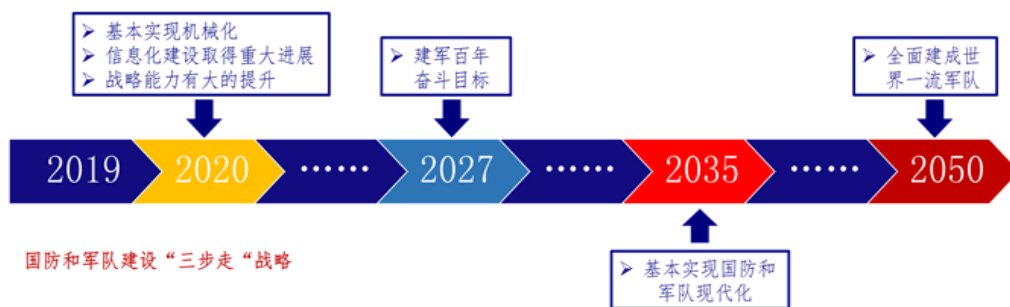 ➢ 基本实现机械化
➢ 信息化建设取得重大进展
➢ 战略能力有大的提升
➢ 建军百年
奋斗目标
➢ 全面建成世
界一流军队
2019 2020 …… 2027 …… 2035 …… 2050
国防和军队建设“三步走“战略
➢ 基本实现国防和
军队现代化